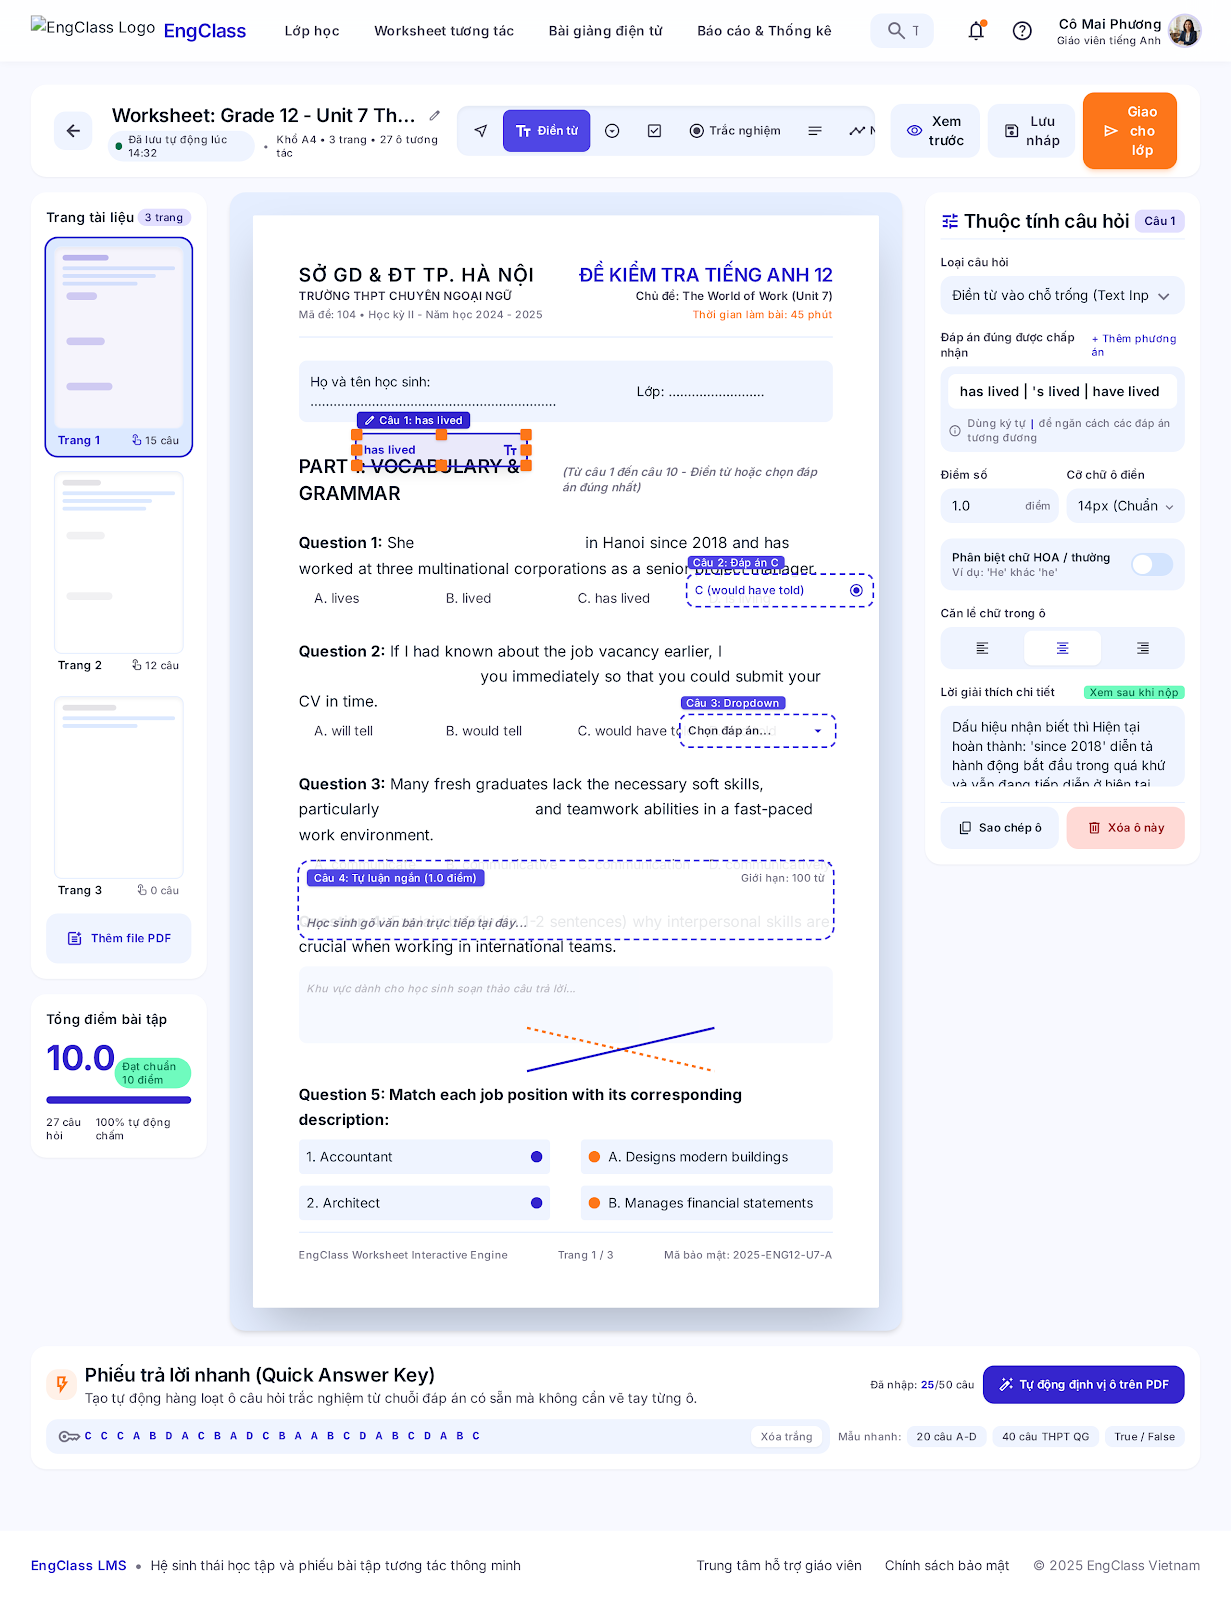 EngClass Logo EngClass
Lớp học
Worksheet tương tác
Bài giảng điện tử
Báo cáo & Thống kê
Cô Mai Phương
Giáo viên tiếng Anh
Worksheet: Grade 12 - Unit 7 Th...
Đã lưu tự động lúc 14:32
• Khổ A4 • 3 trang • 27 ô tương tác
Điền từ
Trắc nghiệm
Xem trước
Lưu nháp
Giao cho lớp
Trang tài liệu 3 trang
Trang 1 15 câu
Trang 2 12 câu
Trang 3 0 câu
Thêm file PDF
Tổng điểm bài tập
10.0 Đạt chuẩn 10 điểm
27 câu hỏi
100% tự động chấm
SỞ GD & ĐT TP. HÀ NỘI
TRƯỜNG THPT CHUYÊN NGOẠI NGỮ
Mã đề: 104 • Học kỳ II - Năm học 2024 - 2025
ĐỀ KIỂM TRA TIẾNG ANH 12
Chủ đề: The World of Work (Unit 7)
Thời gian làm bài: 45 phút
Họ và tên học sinh:
................................................................
Lớp: .........................
Câu 1: has lived
has lived
PART I: VOCABULARY &
GRAMMAR
(Từ câu 1 đến câu 10 - Điền từ hoặc chọn đáp
án đúng nhất)
Question 1: She in Hanoi since 2018 and has
worked at three multinational corporations as a senior project manager.
Câu 2: Đáp án C
C (would have told)
A. lives B. lived C. has lived
Question 2: If I had known about the job vacancy earlier, I
you immediately so that you could submit your
CV in time.
Câu 3: Dropdown
Chọn đáp án...
A. will tell B. would tell C. would have to
Question 3: Many fresh graduates lack the necessary soft skills,
particularly and teamwork abilities in a fast-paced
work environment.
Câu 4: Tự luận ngắn (1.0 điểm)
Giới hạn: 100 từ
Học sinh gõ văn bản trực tiếp tại đây...
1-2 sentences) why interpersonal skills are
crucial when working in international teams.
Khu vực dành cho học sinh soạn thảo câu trả lời...
Question 5: Match each job position with its corresponding
description:
1. Accountant
A. Designs modern buildings
2. Architect
B. Manages financial statements
EngClass Worksheet Interactive Engine
Trang 1 / 3
Mã bảo mật: 2025-ENG12-U7-A
Thuộc tính câu hỏi Câu 1
Loại câu hỏi
Điền từ vào chỗ trống (Text Inp
Đáp án đúng được chấp nhận
+ Thêm phương án
has lived | 's lived | have lived
Dùng ký tự | để ngăn cách các đáp án
tương đương
Điểm số
Cỡ chữ ô điền
1.0 điểm
14px (Chuẩn
Phân biệt chữ HOA / thường
Ví dụ: 'He' khác 'he'
Căn lề chữ trong ô
Lời giải thích chi tiết
Xem sau khi nộp
Dấu hiệu nhận biết thì Hiện tại
hoàn thành: 'since 2018' diễn tả
hành động bắt đầu trong quá khứ
và vẫn đang tiếp diễn ở hiện tại
Sao chép ô
Xóa ô này
Phiếu trả lời nhanh (Quick Answer Key)
Tạo tự động hàng loạt ô câu hỏi trắc nghiệm từ chuỗi đáp án có sẵn mà không cần vẽ tay từng ô.
Đã nhập: 25/50 câu
Tự động định vị ô trên PDF
C C C A B D A C B A D C B A A B C D A B C D A B C
Xóa trắng
Mẫu nhanh:
20 câu A-D
40 câu THPT QG
True / False
EngClass LMS • Hệ sinh thái học tập và phiếu bài tập tương tác thông minh
Trung tâm hỗ trợ giáo viên
Chính sách bảo mật
© 2025 EngClass Vietnam